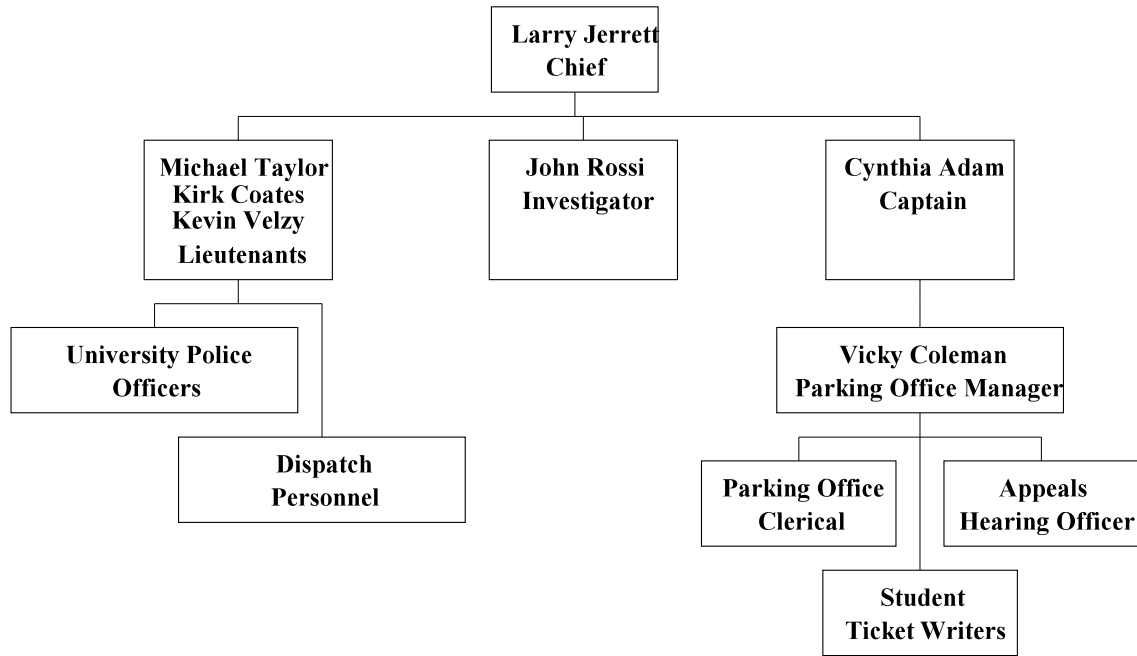 Larry Jerrett
Chief
Michael Taylor
Kirk Coates
Kevin Velzy
Lieutenants
John Rossi
Investigator
Cynthia Adam
Captain
University Police
Officers
Vicky Coleman
Parking Office Manager
Dispatch
Personnel
Parking Office
Clerical
Appeals
Hearing Officer
Student
Ticket Writers